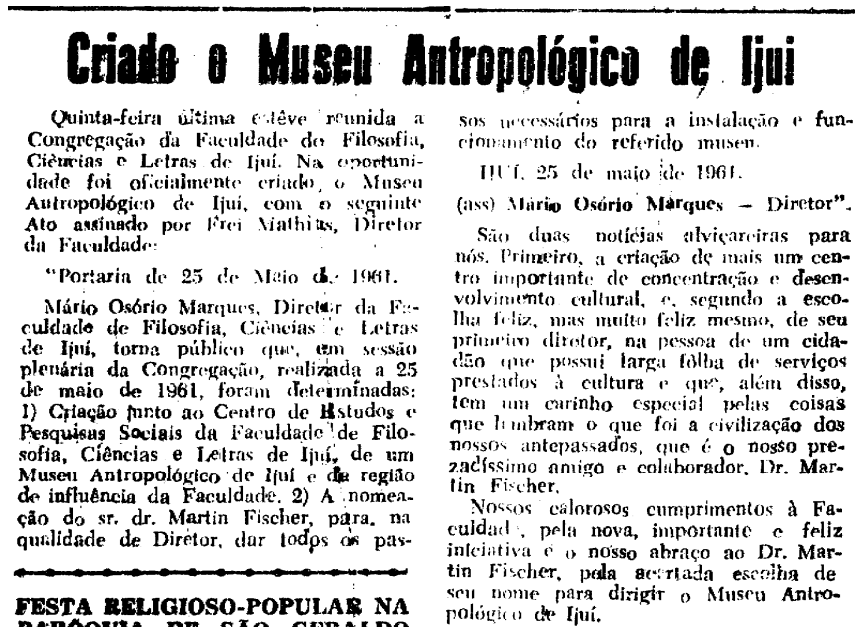 Criado o Museu Antropológico de Ijui
Quinta-feira última estêve reunida a
Congregação da Faculdade de Filosofia,
Ciências e Letras de Ijuí. Na oportuni-
dade foi oficialmente criado, o Museu
Antropológico de Ijuí, com o seguinte
Ato assinado por Frei Mathias, Diretor
da Faculdade:
"Portaria de 25 de Maio de 1961.
Mário Osório Marques, Diretor da Fa-
culdade de Filosofia, Ciências e Letras
de Ijuí, torna público que, em sessão
plenária da Congregação, realizada a 25
de maio de 1961, foram determinadas:
1) Criação junto ao Centro de Estudos e
Pesquisas Sociais da Faculdade de Filo-
sofia, Ciências e Letras de Ijuí, de um
Museu Antropológico de Ijuí e da região
de influência da Faculdade. 2) A nomea-
ção do sr. dr. Martin Fischer, para, na
qualidade de Diretor, dar todos os pas-
FESTA RELIGIOSO-POPULAR NA
PARÓQUIA DE SÃO GERALDO
sos necessários para a instalação e fun-
cionamento do referido museu.
IJUÍ, 25 de maio de 1961.
(ass) Mário Osório Marques — Diretor".
São duas notícias alviçareiras para
nós. Primeiro, a criação de mais um cen-
tro importante de concentração e desen-
volvimento cultural, e, segundo a esco-
lha feliz, mas muito feliz mesmo, de seu
primeiro diretor, na pessoa de um cida-
dão que possui larga fôlha de serviços
prestados à cultura e que, além disso,
tem um carinho especial pelas coisas
que lembram o que foi a civilização dos
nossos antepassados, que é o nosso pre-
zadíssimo amigo e colaborador, Dr. Mar-
tin Fischer.
Nossos calorosos cumprimentos à Fa-
culdade, pela nova, importante e feliz
iniciativa e o nosso abraço ao Dr. Mar-
tin Fischer, pela acertada escolha de
seu nome para dirigir o Museu Antro-
pológico de Ijuí.